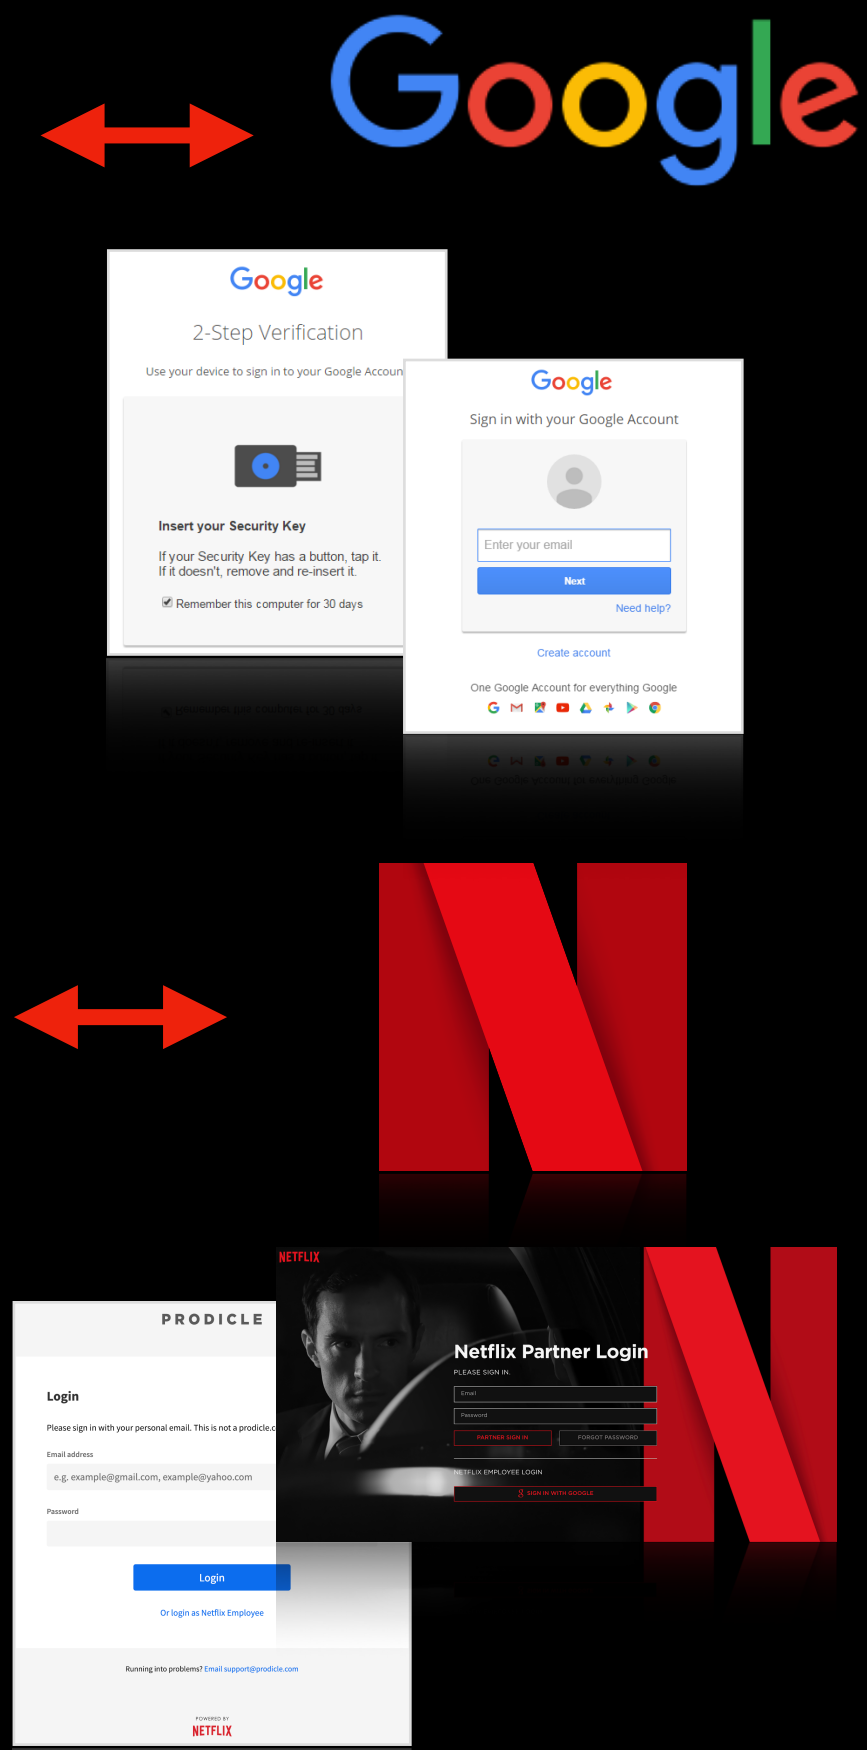 Google
Google
2-Step Verification
Use your device to sign in to your Google Accoun
Insert your Security Key
If your Security Key has a button, tap it.
If it doesn't, remove and re-insert it.
Remember this computer for 30 days
Google
Sign in with your Google Account
Enter your email
Next
Need help?
Create account
One Google Account for everything Google
N
NETFLIX
Netflix Partner Login
PLEASE SIGN IN.
Email
Password
PARTNER SIGN IN
FORGOT PASSWORD
NETFLIX EMPLOYEE LOGIN
SIGN IN WITH GOOGLE
PRODICLE
Login
Please sign in with your personal email. This is not a prodicle.c
Email address
e.g. example@gmail.com, example@yahoo.com
Password
Login
Or login as Netflix Employee
Running into problems? Email support@prodicle.com
POWERED BY
NETFLIX